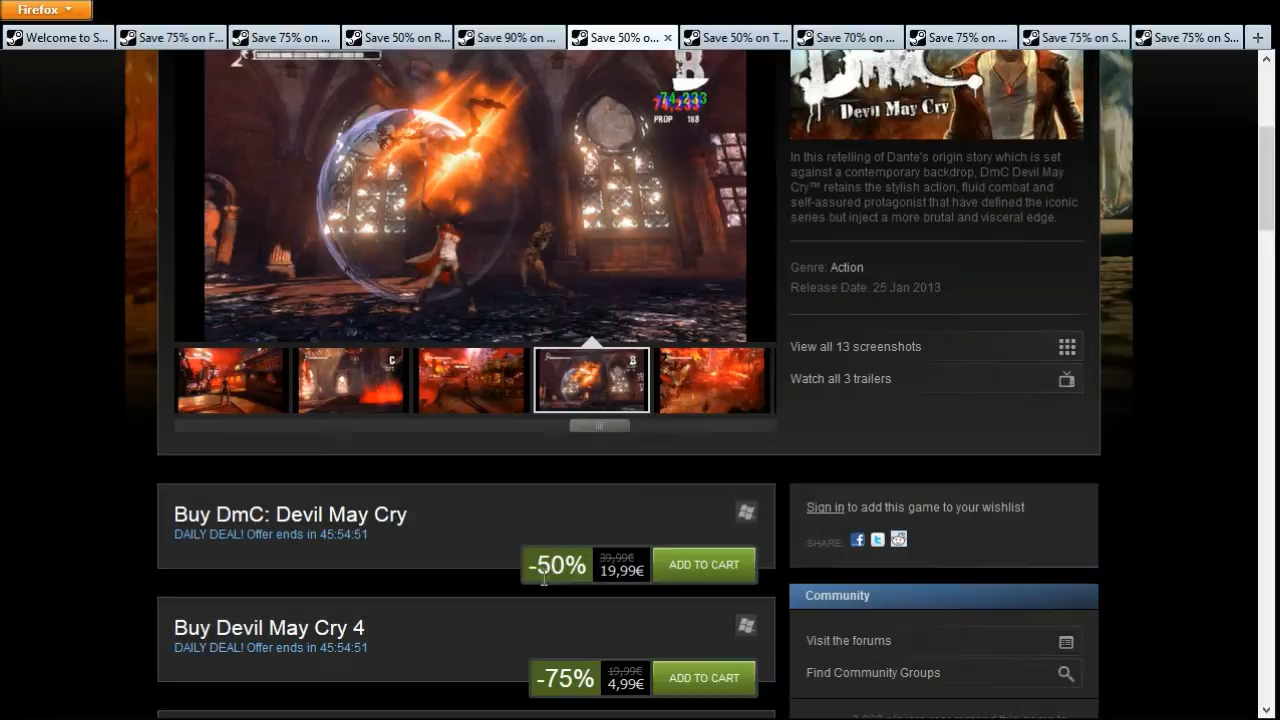 Firefox
Welcome to S...
Save 75% on F...
Save 75% on ...
Save 50% on R...
Save 90% on ...
Save 50% o...
Save 50% on T...
Save 70% on ...
Save 75% on ...
Save 75% on S...
Save 75% on S...
B
74,233
PROP 168
DmC
Devil May Cry
In this retelling of Dante's origin story which is set
against a contemporary backdrop, DmC Devil May
Cry™ retains the stylish action, fluid combat and
self-assured protagonist that have defined the iconic
series but inject a more brutal and visceral edge.
Genre: Action
Release Date: 25 Jan 2013
View all 13 screenshots
Watch all 3 trailers
C
B
Buy DmC: Devil May Cry
DAILY DEAL! Offer ends in 45:54:51
-50%
39,99€
19,99€
ADD TO CART
Sign in to add this game to your wishlist
SHARE:
Buy Devil May Cry 4
DAILY DEAL! Offer ends in 45:54:51
-75%
19,99€
4,99€
ADD TO CART
Community
Visit the forums
Find Community Groups